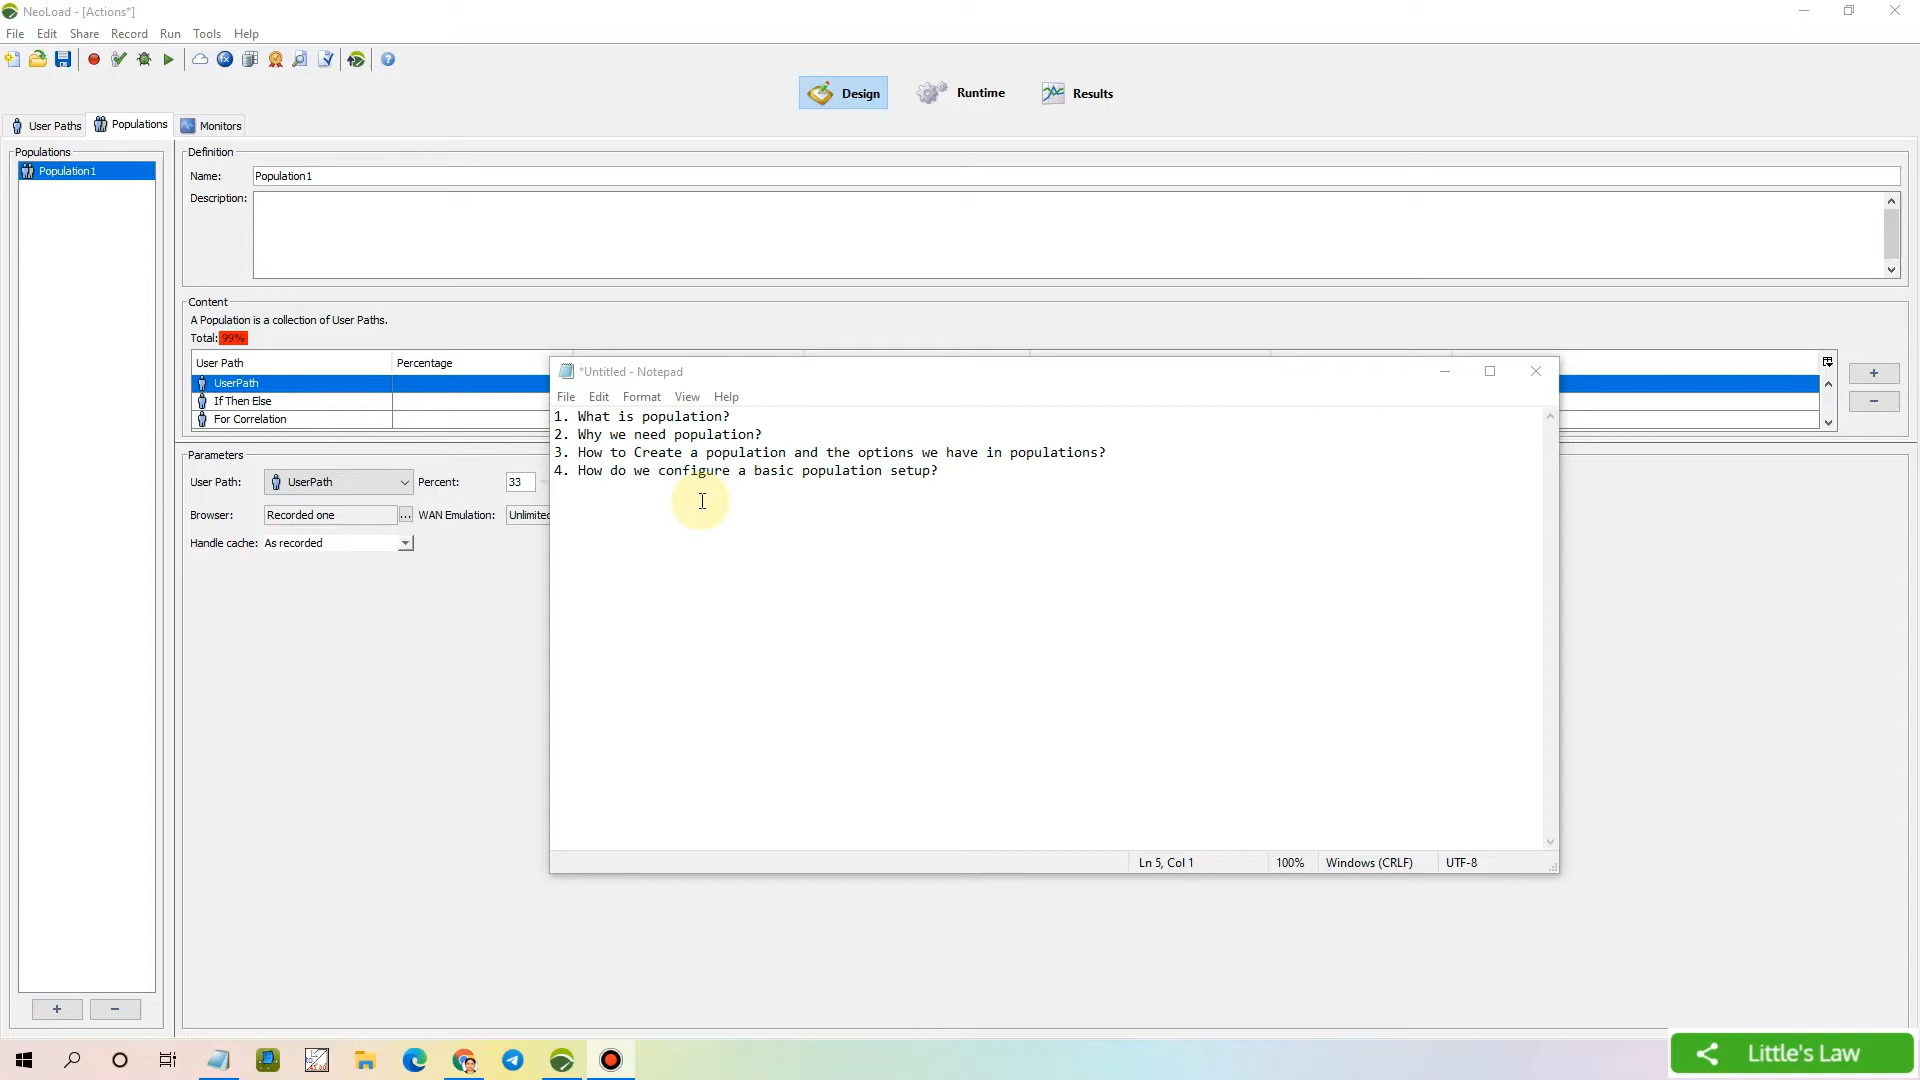 NeoLoad - [Actions*]
File Edit Share Record Run Tools Help
Design Runtime Results
User Paths Populations Monitors
Populations
Population1
Definition
Name: Population1
Description:
Content
A Population is a collection of User Paths.
Total: 99%
User Path Percentage
UserPath
If Then Else
For Correlation
Parameters
User Path: UserPath Percent: 33
Browser: Recorded one ... WAN Emulation: Unlimited
Handle cache: As recorded
+ -
+
-
*Untitled - Notepad
File Edit Format View Help
1. What is population?
2. Why we need population?
3. How to Create a population and the options we have in populations?
4. How do we configure a basic population setup?
Ln 5, Col 1 100% Windows (CRLF) UTF-8
Little's Law